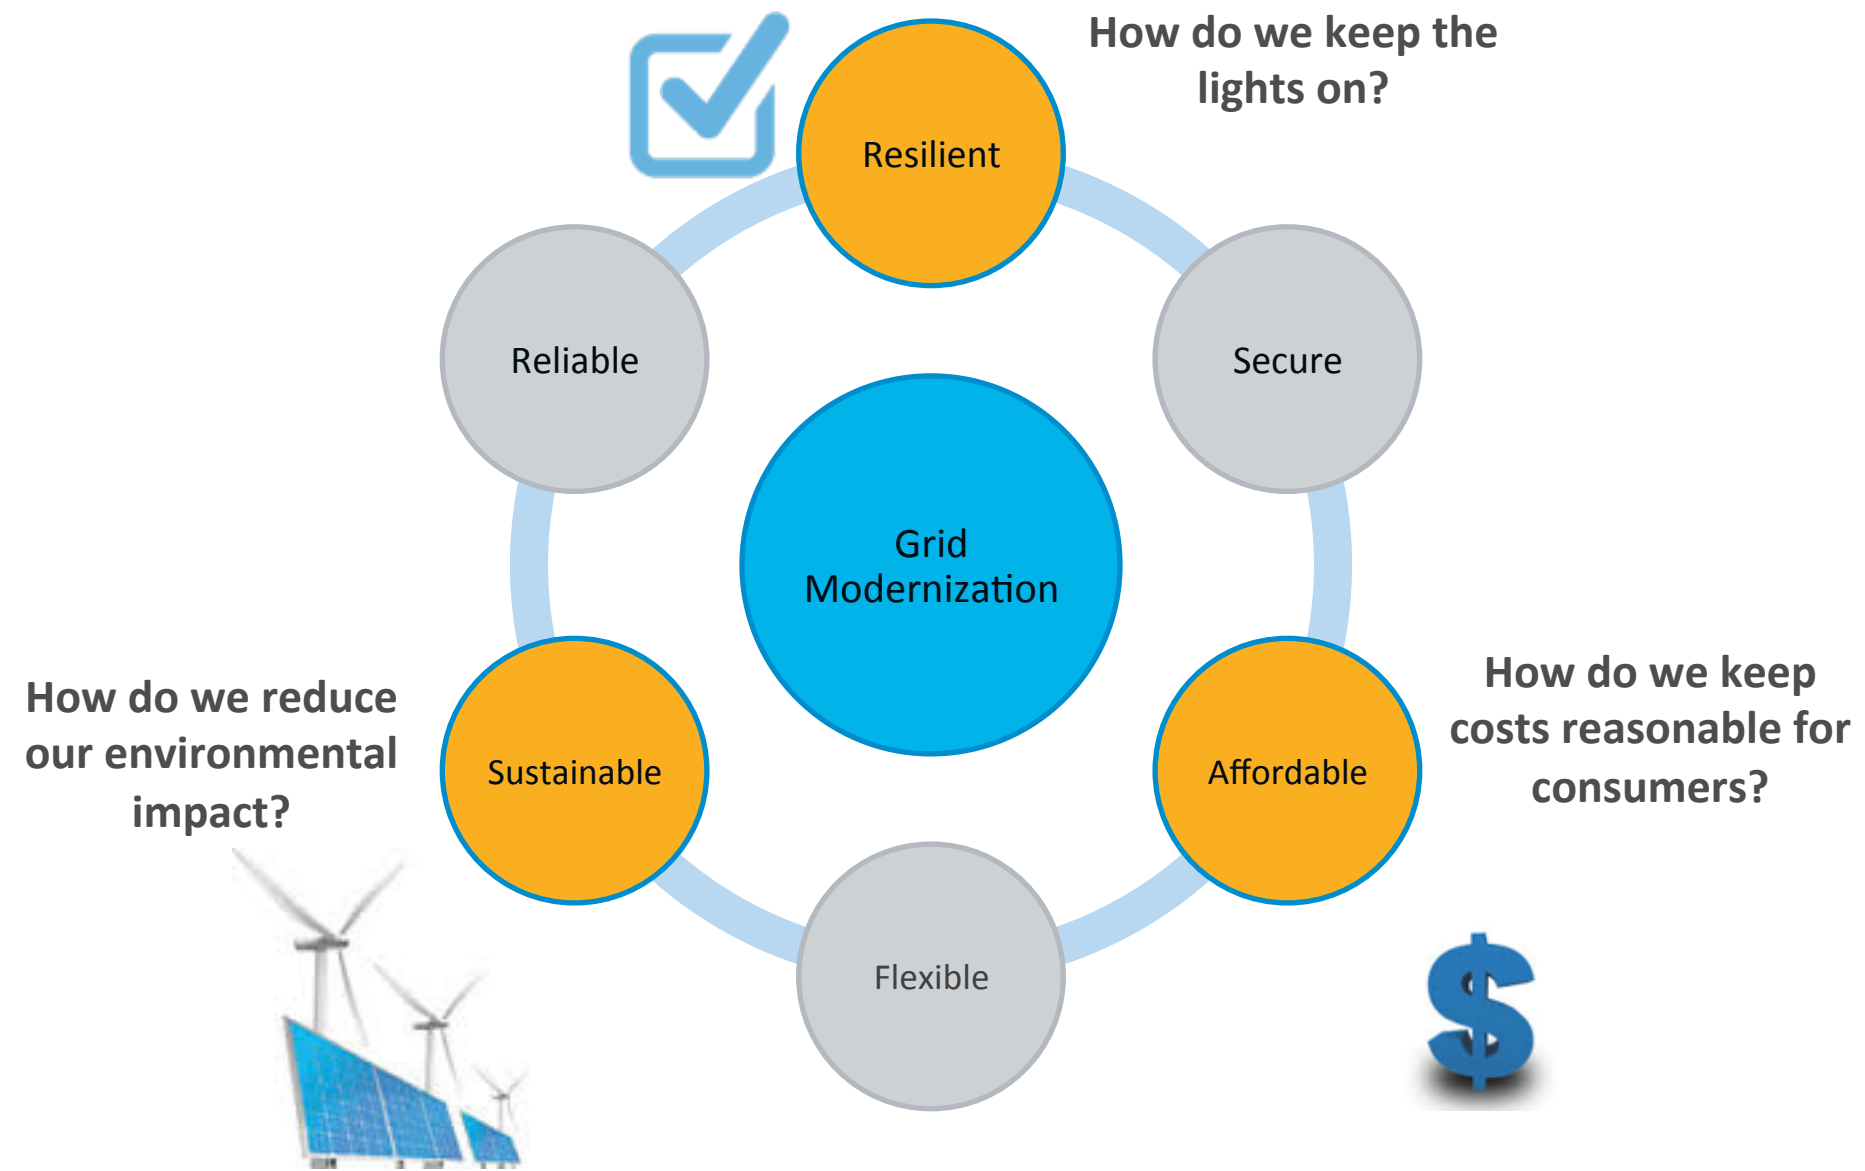 How do we keep the
lights on?
Resilient
Reliable
Secure
Grid
Modernization
How do we reduce
our environmental
impact?
Sustainable
Affordable
How do we keep
costs reasonable for
consumers?
Flexible
$